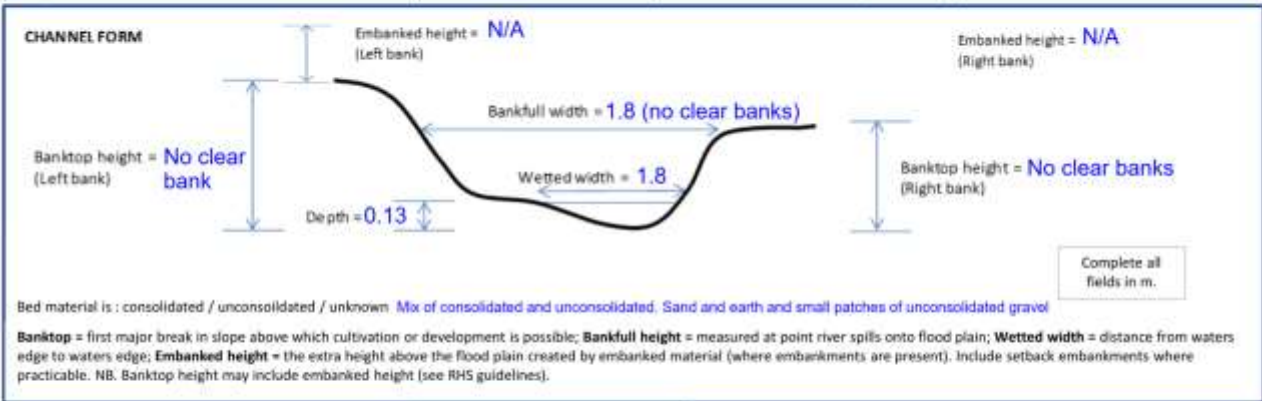 CHANNEL FORM
Embanked height = N/A
(Left bank)
Embanked height = N/A
(Right bank)
Bankfull width = 1.8 (no clear banks)
Banktop height = No clear
(Left bank) bank
Wetted width = 1.8
Banktop height = No clear banks
(Right bank)
Depth =0.13
Complete all
fields in m.
Bed material is : consolidated / unconsoildated / unknown Mix of consolidated and unconsolidated. Sand and earth and small patches of unconsolidated gravel
Banktop = first major break in slope above which cultivation or development is possible; Bankfull height = measured at point river spills onto flood plain; Wetted width = distance from waters
edge to waters edge; Embanked height = the extra height above the flood plain created by embanked material (where embankments are present). Include setback embankments where
practicable. NB. Banktop height may include embanked height (see RHS guidelines).